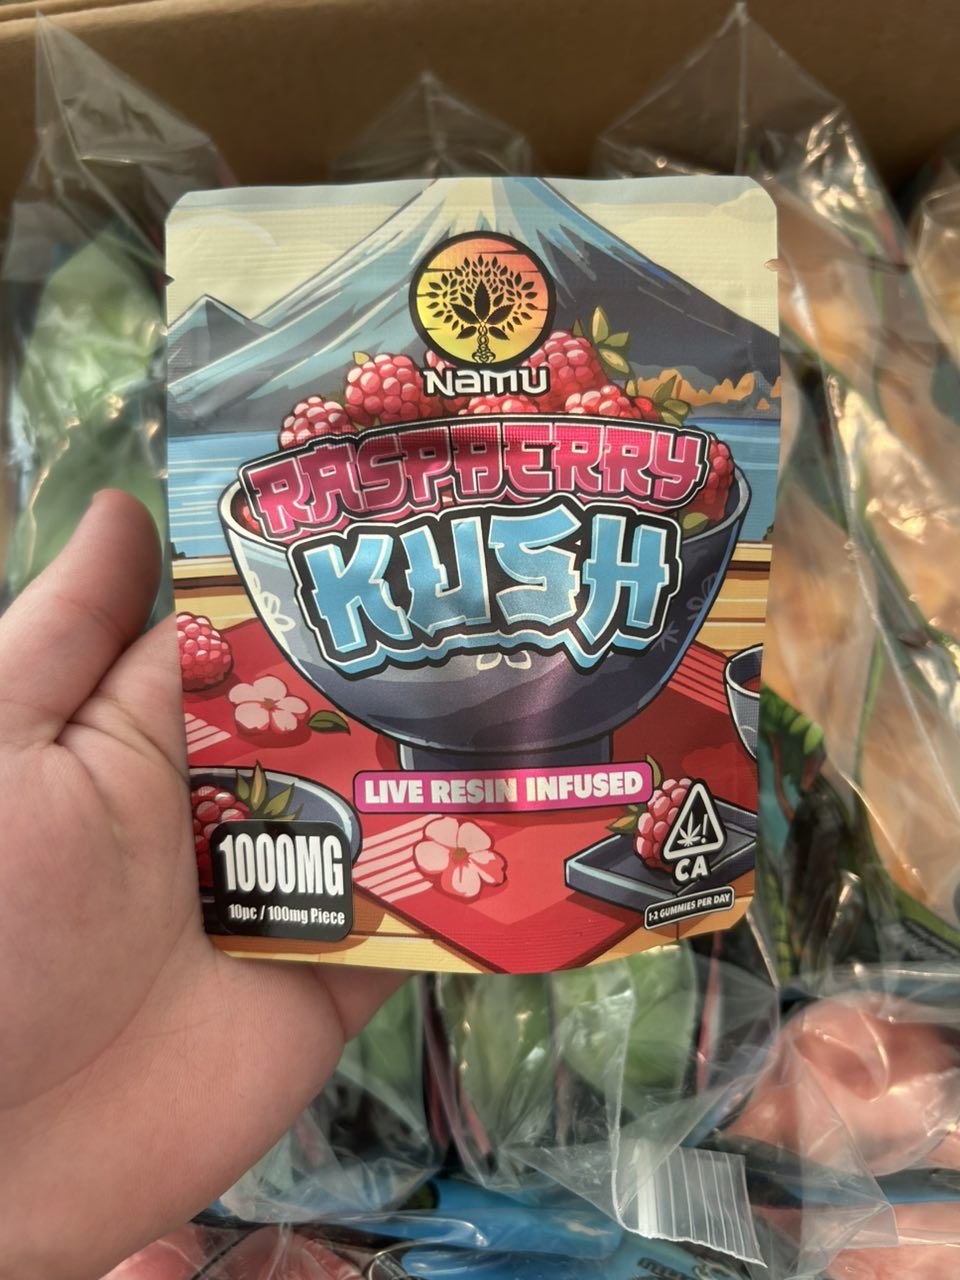 Namu
RASPBERRY
KUSH
LIVE RESIN INFUSED
1000MG
10pc / 100mg Piece
!
CA
1-2 GUMMIES PER DAY